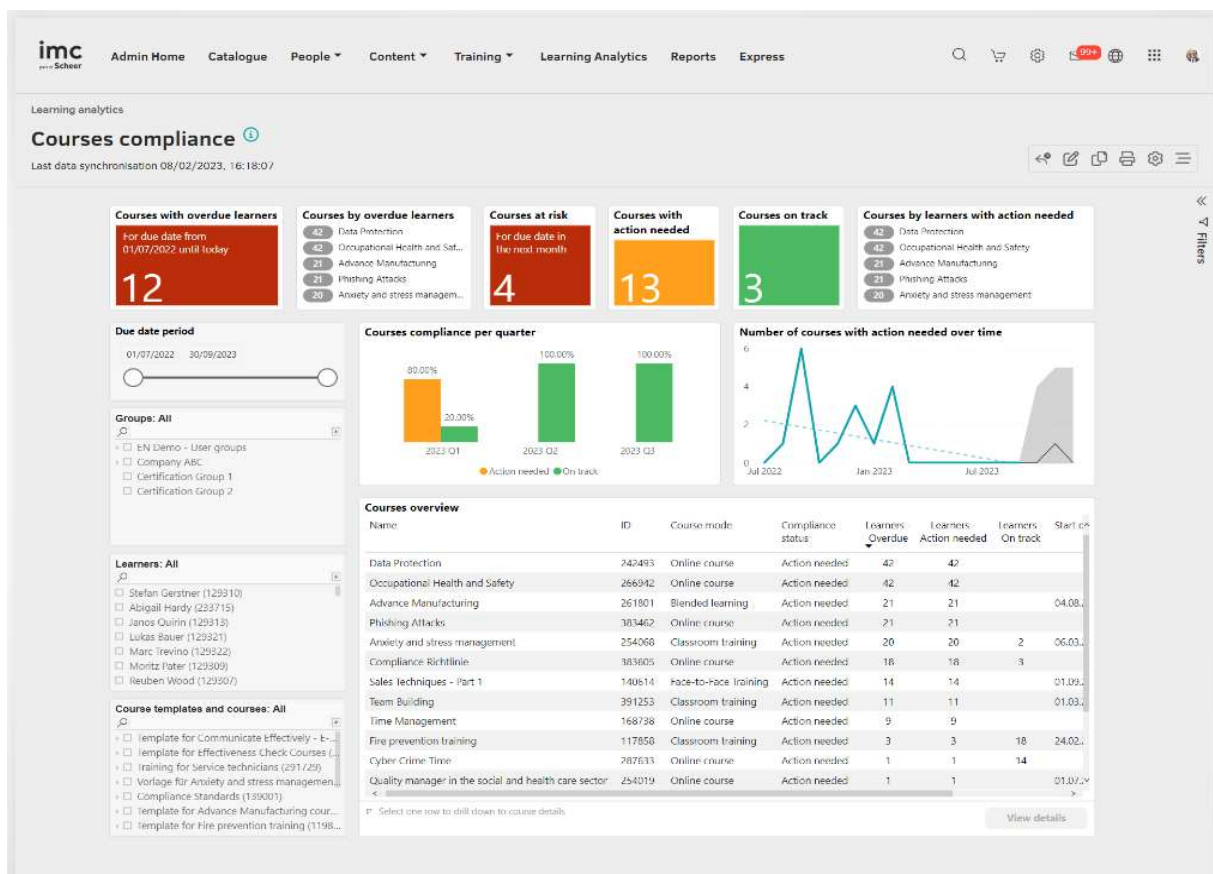 imc
part of Scheer
Admin Home Catalogue People Content Training Learning Analytics Reports Express
99+
Learning analytics
Courses compliance
Last data synchronisation 08/02/2023, 16:18:07
Filters
Courses with overdue learners
For due date from
01/07/2022 until today
12
Courses by overdue learners
42 Data Protection
42 Occupational Health and Saf...
21 Advance Manufacturing
21 Phishing Attacks
20 Anxiety and stress managem...
Courses at risk
For due date in
the next month
4
Courses with
action needed
13
Courses on track
3
Courses by learners with action needed
42 Data Protection
42 Occupational Health and Safety
21 Advance Manufacturing
21 Phishing Attacks
20 Anxiety and stress management
Due date period
01/07/2022 30/09/2023
Groups: All
EN Demo - User groups
Company ABC
Certification Group 1
Certification Group 2
Learners: All
Stefan Gerstner (129310)
Abigail Hardy (233715)
Janos Quirin (129313)
Lukas Bauer (129321)
Marc Trevino (129322)
Moritz Pater (129309)
Reuben Wood (129307)
Course templates and courses: All
Template for Communicate Effectively - E-...
Template for Effectiveness Check Courses (...
Training for Service technicians (291729)
Vorlage für Anxiety and stress managemen...
Compliance Standards (139001)
Template for Advance Manufacturing cour...
Template for Fire prevention training (1198...
Courses compliance per quarter
80.00% 20.00% 100.00% 100.00%
2023 Q1 2023 Q2 2023 Q3
Action needed On track
Number of courses with action needed over time
6
4
2
0
Jul 2022 Jan 2023 Jul 2023
Courses overview
Name ID Course mode Compliance status Learners Overdue Learners Action needed Learners On track Start
Data Protection 242493 Online course Action needed 42 42
Occupational Health and Safety 266942 Online course Action needed 42 42
Advance Manufacturing 261801 Blended learning Action needed 21 21 04.08.
Phishing Attacks 383462 Online course Action needed 21 21
Anxiety and stress management 254068 Classroom training Action needed 20 20 2 06.03.
Compliance Richtlinie 383605 Online course Action needed 18 18 3
Sales Techniques - Part 1 140614 Face-to-Face Training Action needed 14 14 01.09.
Team Building 391253 Classroom training Action needed 11 11 01.03.
Time Management 168738 Online course Action needed 9 9
Fire prevention training 117858 Classroom training Action needed 3 3 18 24.02.
Cyber Crime Time 287633 Online course Action needed 1 1 14
Quality manager in the social and health care sector 254019 Online course Action needed 1 1 01.07.
Select one row to drill down to course details
View details